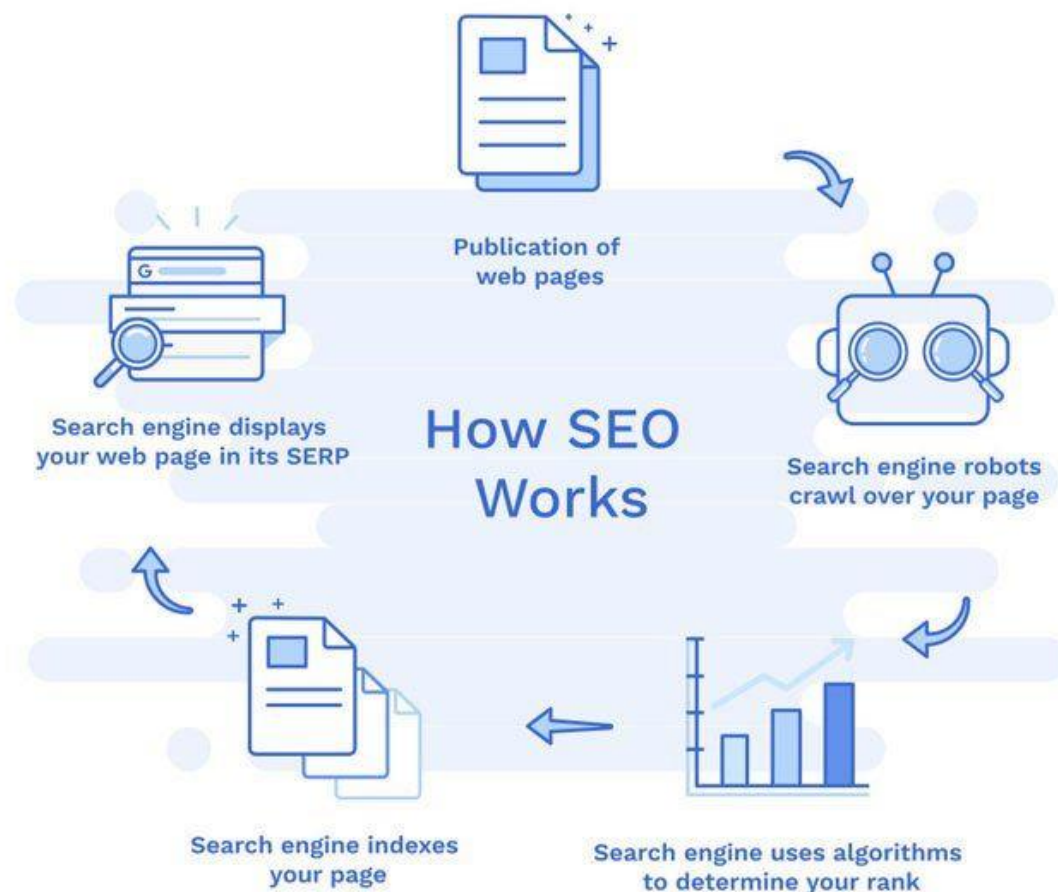 Publication of
web pages
G
Search engine displays
your web page in its SERP
How SEO
Works
Search engine robots
crawl over your page
Search engine indexes
your page
Search engine uses algorithms
to determine your rank